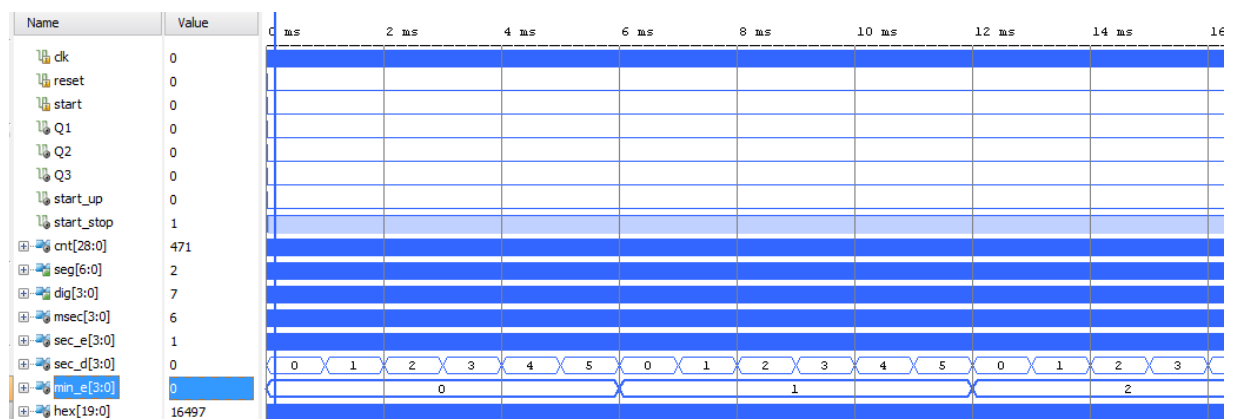 Name Value 0 ms 2 ms 4 ms 6 ms 8 ms 10 ms 12 ms 14 ms 16
clk 0
reset 0
start 0
Q1 0
Q2 0
Q3 0
start_up 0
start_stop 1
cnt[28:0] 471
seg[6:0] 2
dig[3:0] 7
msec[3:0] 6
sec_e[3:0] 1
sec_d[3:0] 0 0 1 2 3 4 5 0 1 2 3 4 5 0 1 2 3
min_e[3:0] 0 0 1 2
hex[19:0] 16497